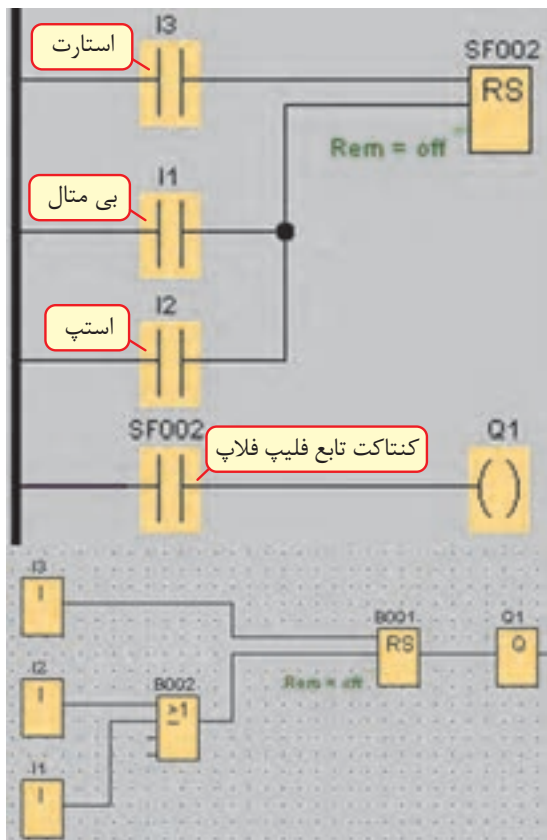 I3
استارت
SF002
RS
Rem = off
I1
بی متال
I2
استپ
SF002
کنتاکت تابع فلیپ فلاپ
Q1
I3
I
B001
RS
Q1
Q
I2
I
B002
≥1
Rem = off
I1
I